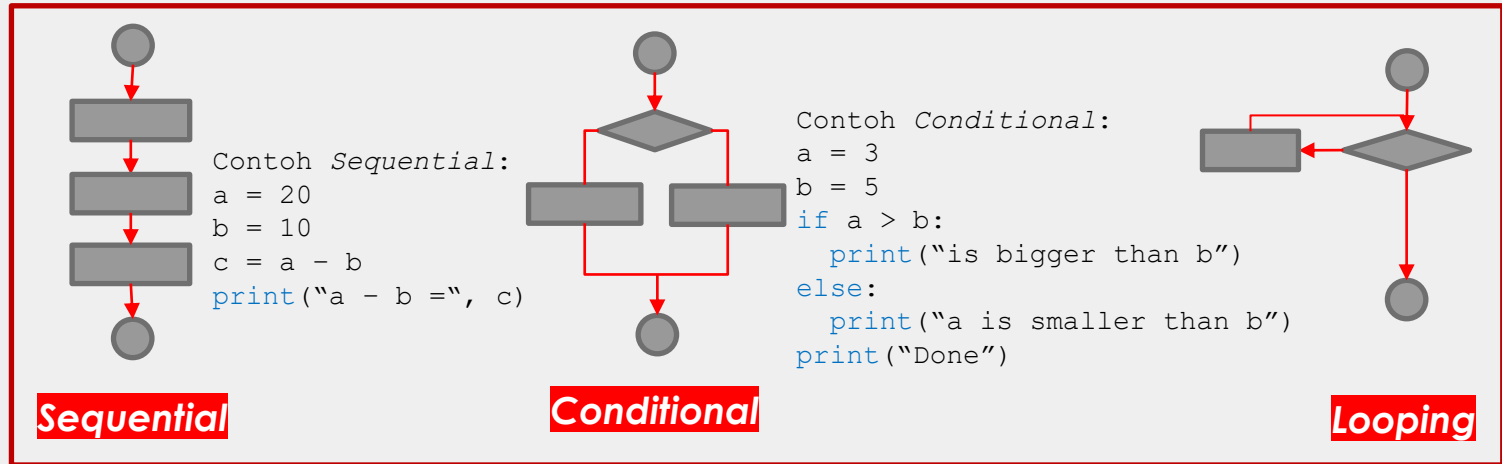 Contoh Sequential:
a = 20
b = 10
c = a – b
print(“a – b =“, c)
Sequential
Conditional
Contoh Conditional:
a = 3
b = 5
if a > b:
  print(“is bigger than b”)
else:
  print(“a is smaller than b”)
print(“Done”)
Looping